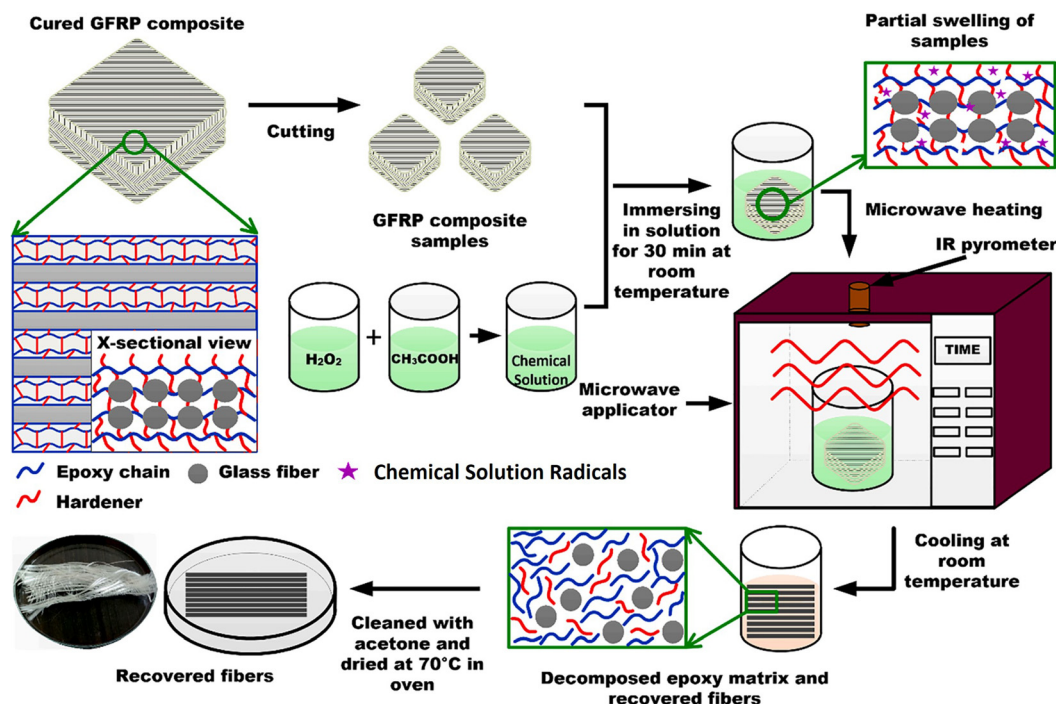 Cured GFRP composite
Cutting
GFRP composite
samples
H₂O₂
+
CH₃COOH
Chemical
Solution
Immersing
in solution
for 30 min at
room
temperature
Partial swelling of
samples
Microwave heating
IR pyrometer
TIME
Microwave
applicator
X-sectional view
Epoxy chain
Glass fiber
Chemical Solution Radicals
Hardener
Cooling at
room
temperature
Decomposed epoxy matrix and
recovered fibers
Cleaned with
acetone and
dried at 70°C in
oven
Recovered fibers